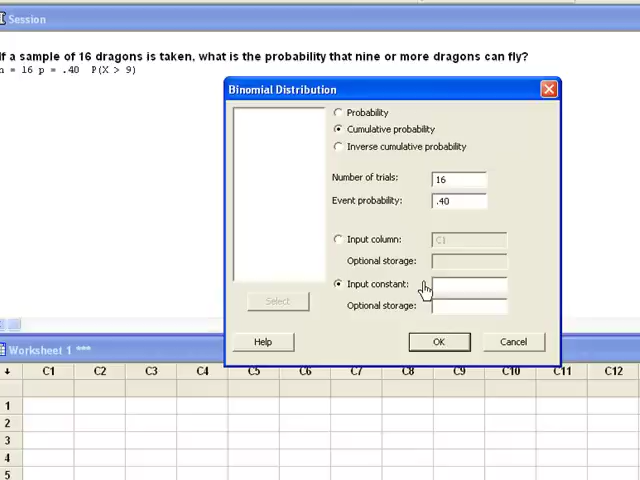 Session
If a sample of 16 dragons is taken, what is the probability that nine or more dragons can fly?
n = 16 p = .40 P(X > 9)
Binomial Distribution
Probability
Cumulative probability
Inverse cumulative probability
Number of trials: 16
Event probability: .40
Input column: C1
Optional storage:
Input constant:
Optional storage:
Select
Help OK Cancel
Worksheet 1 ***
C1 C2 C3 C4 C5 C6 C7 C8 C9 C10 C11 C12
1
2
3
4
5